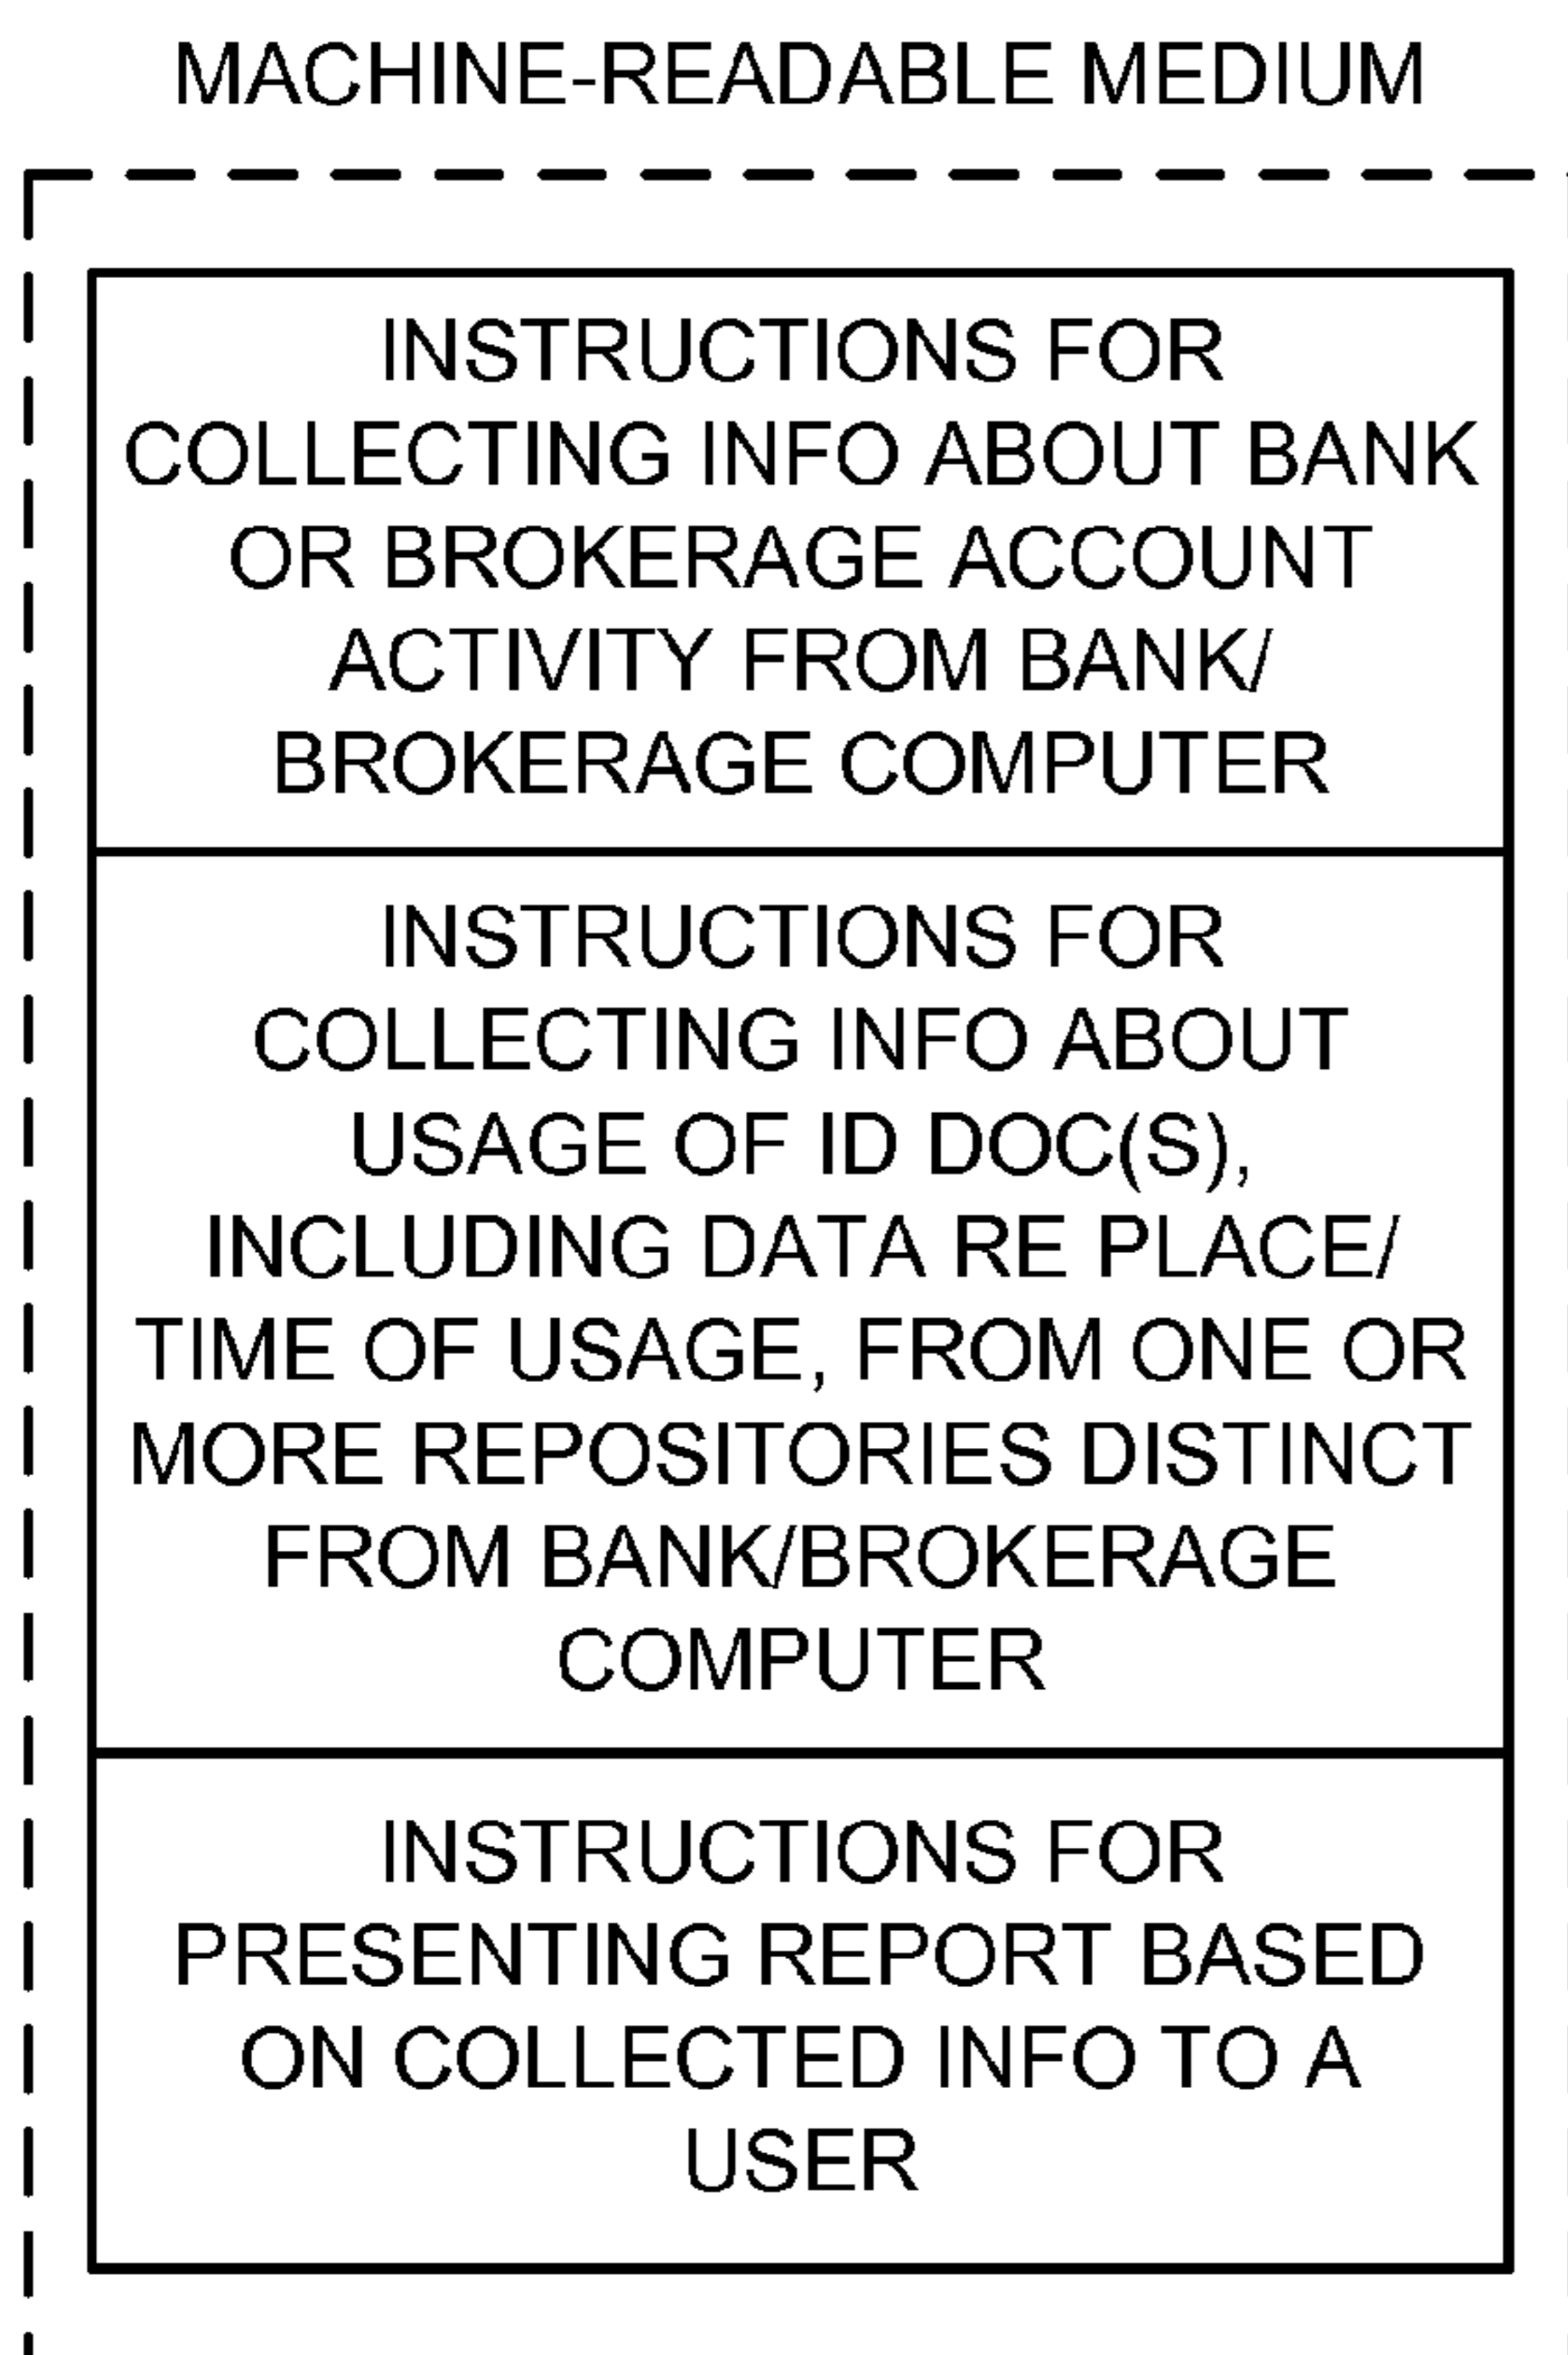 MACHINE-READABLE MEDIUM
INSTRUCTIONS FOR
COLLECTING INFO ABOUT BANK
OR BROKERAGE ACCOUNT
ACTIVITY FROM BANK/
BROKERAGE COMPUTER
INSTRUCTIONS FOR
COLLECTING INFO ABOUT
USAGE OF ID DOC(S),
INCLUDING DATA RE PLACE/
TIME OF USAGE, FROM ONE OR
MORE REPOSITORIES DISTINCT
FROM BANK/BROKERAGE
COMPUTER
INSTRUCTIONS FOR
PRESENTING REPORT BASED
ON COLLECTED INFO TO A
USER